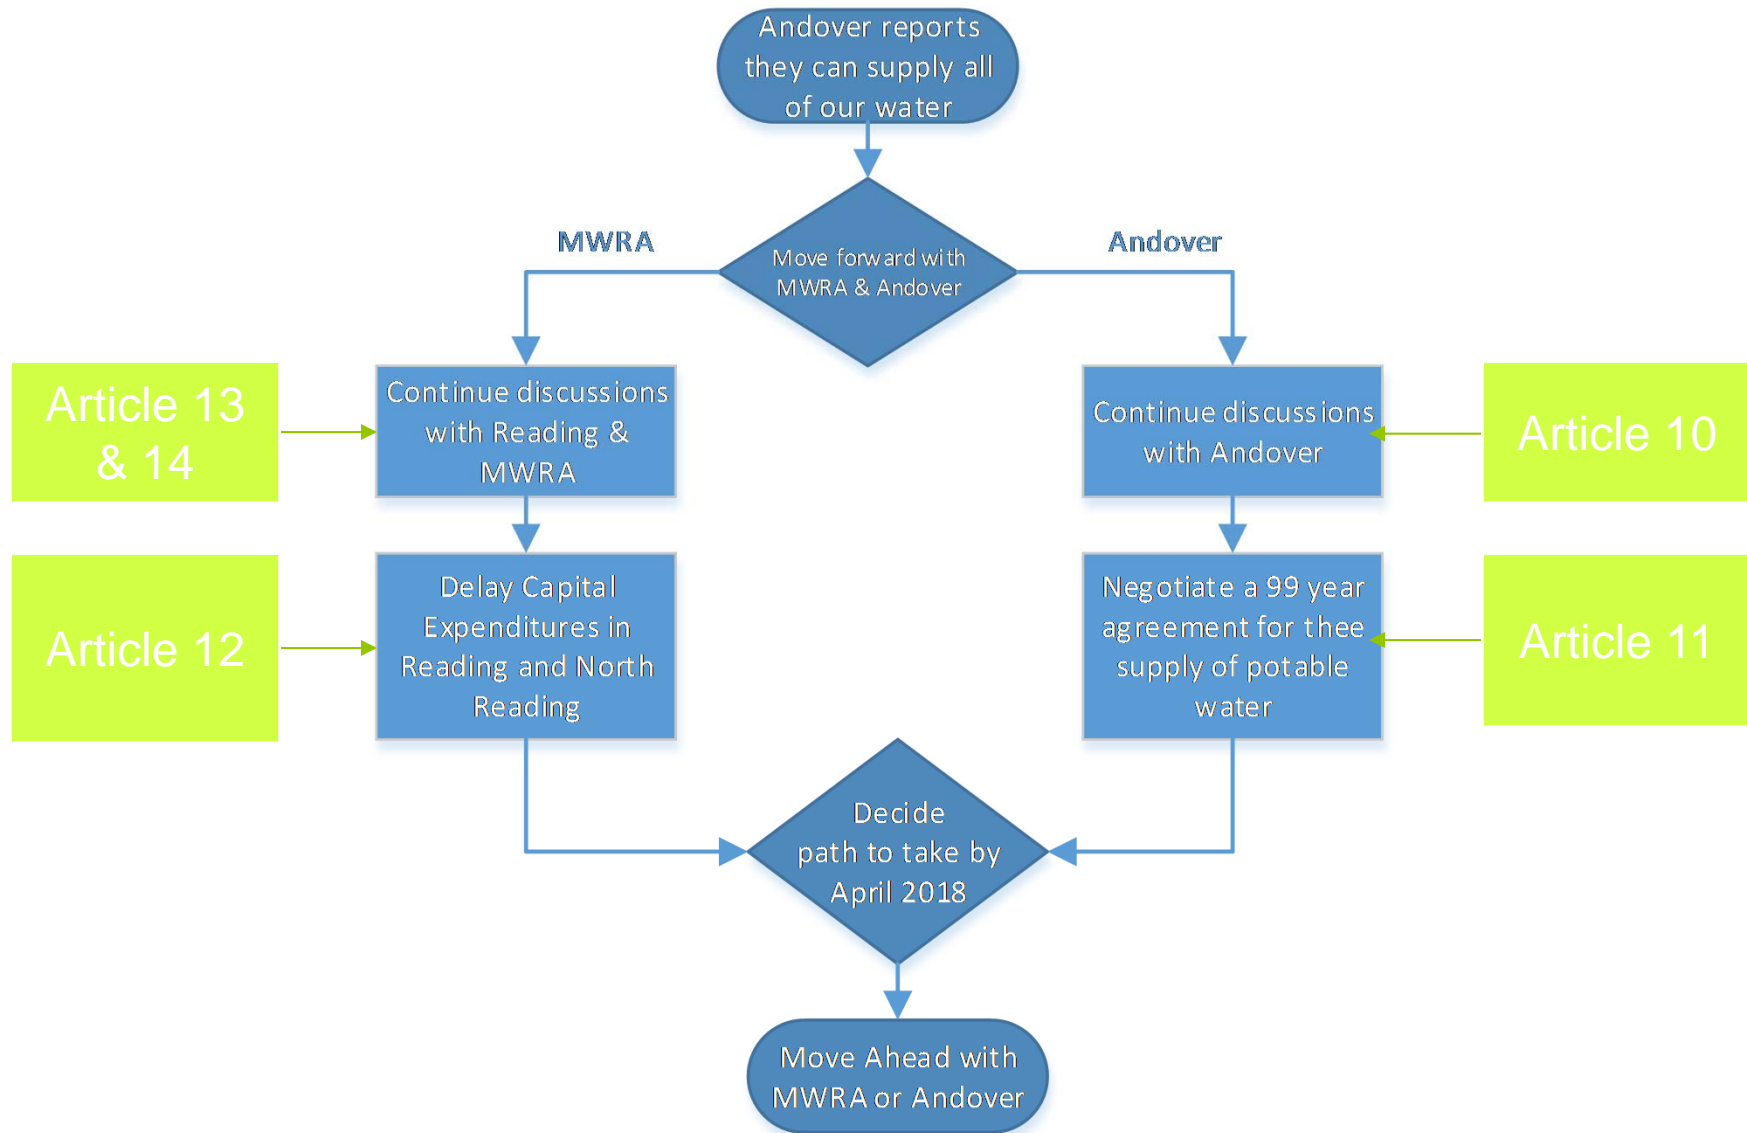 Andover reports
they can supply all
of our water
MWRA
Andover
Move forward with
MWRA & Andover
Article 13
& 14
Continue discussions
with Reading &
MWRA
Continue discussions
with Andover
Article 10
Article 12
Delay Capital
Expenditures in
Reading and North
Reading
Negotiate a 99 year
agreement for thee
supply of potable
water
Article 11
Decide
path to take by
April 2018
Move Ahead with
MWRA or Andover